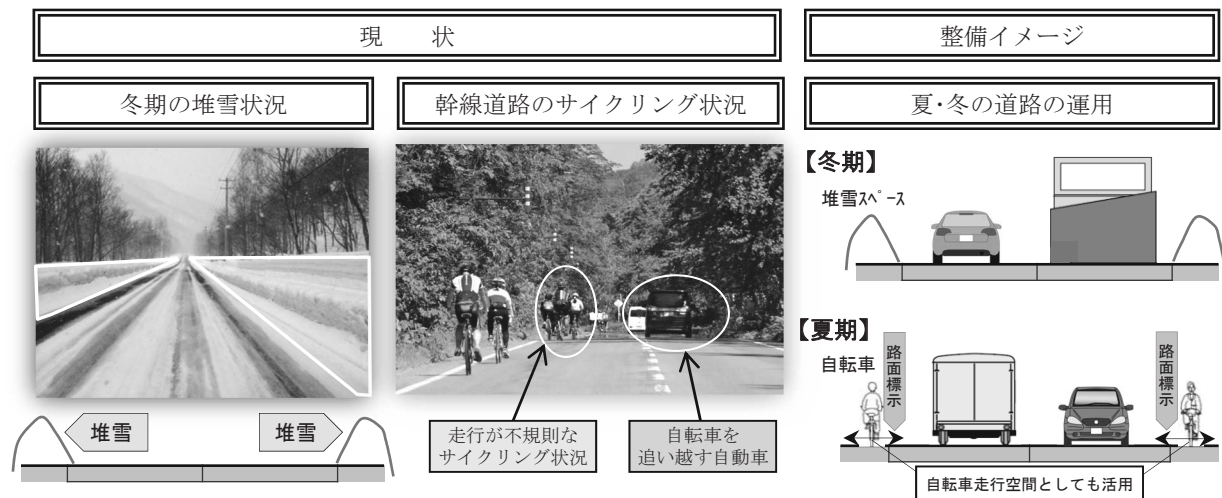 現 状
整備イメージ
冬期の堆雪状況
幹線道路のサイクリング状況
夏・冬の道路の運用
【冬期】
堆雪ｽﾍﾟｰｽ
【夏期】
自転車
路面標示
路面標示
堆雪
堆雪
走行が不規則な
サイクリング状況
自転車を
追い越す自動車
自転車走行空間としても活用